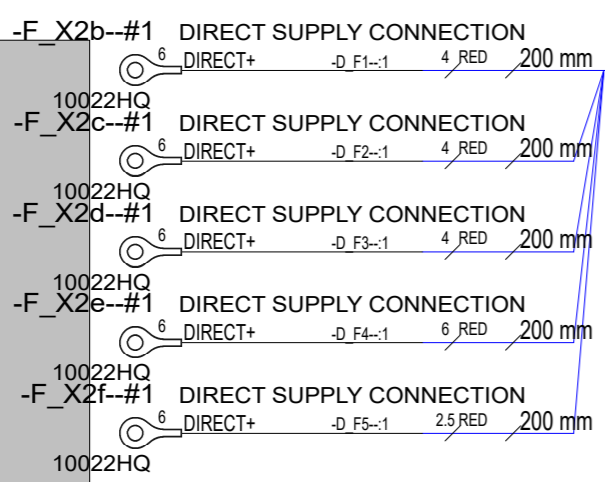 -F_X2b--#1 DIRECT SUPPLY CONNECTION
6 DIRECT+ -D_F1--:1 4 RED 200 mm
10022HQ
-F_X2c--#1 DIRECT SUPPLY CONNECTION
6 DIRECT+ -D_F2--:1 4 RED 200 mm
10022HQ
-F_X2d--#1 DIRECT SUPPLY CONNECTION
6 DIRECT+ -D_F3--:1 4 RED 200 mm
10022HQ
-F_X2e--#1 DIRECT SUPPLY CONNECTION
6 DIRECT+ -D_F4--:1 6 RED 200 mm
10022HQ
-F_X2f--#1 DIRECT SUPPLY CONNECTION
6 DIRECT+ -D_F5--:1 2.5 RED 200 mm
10022HQ